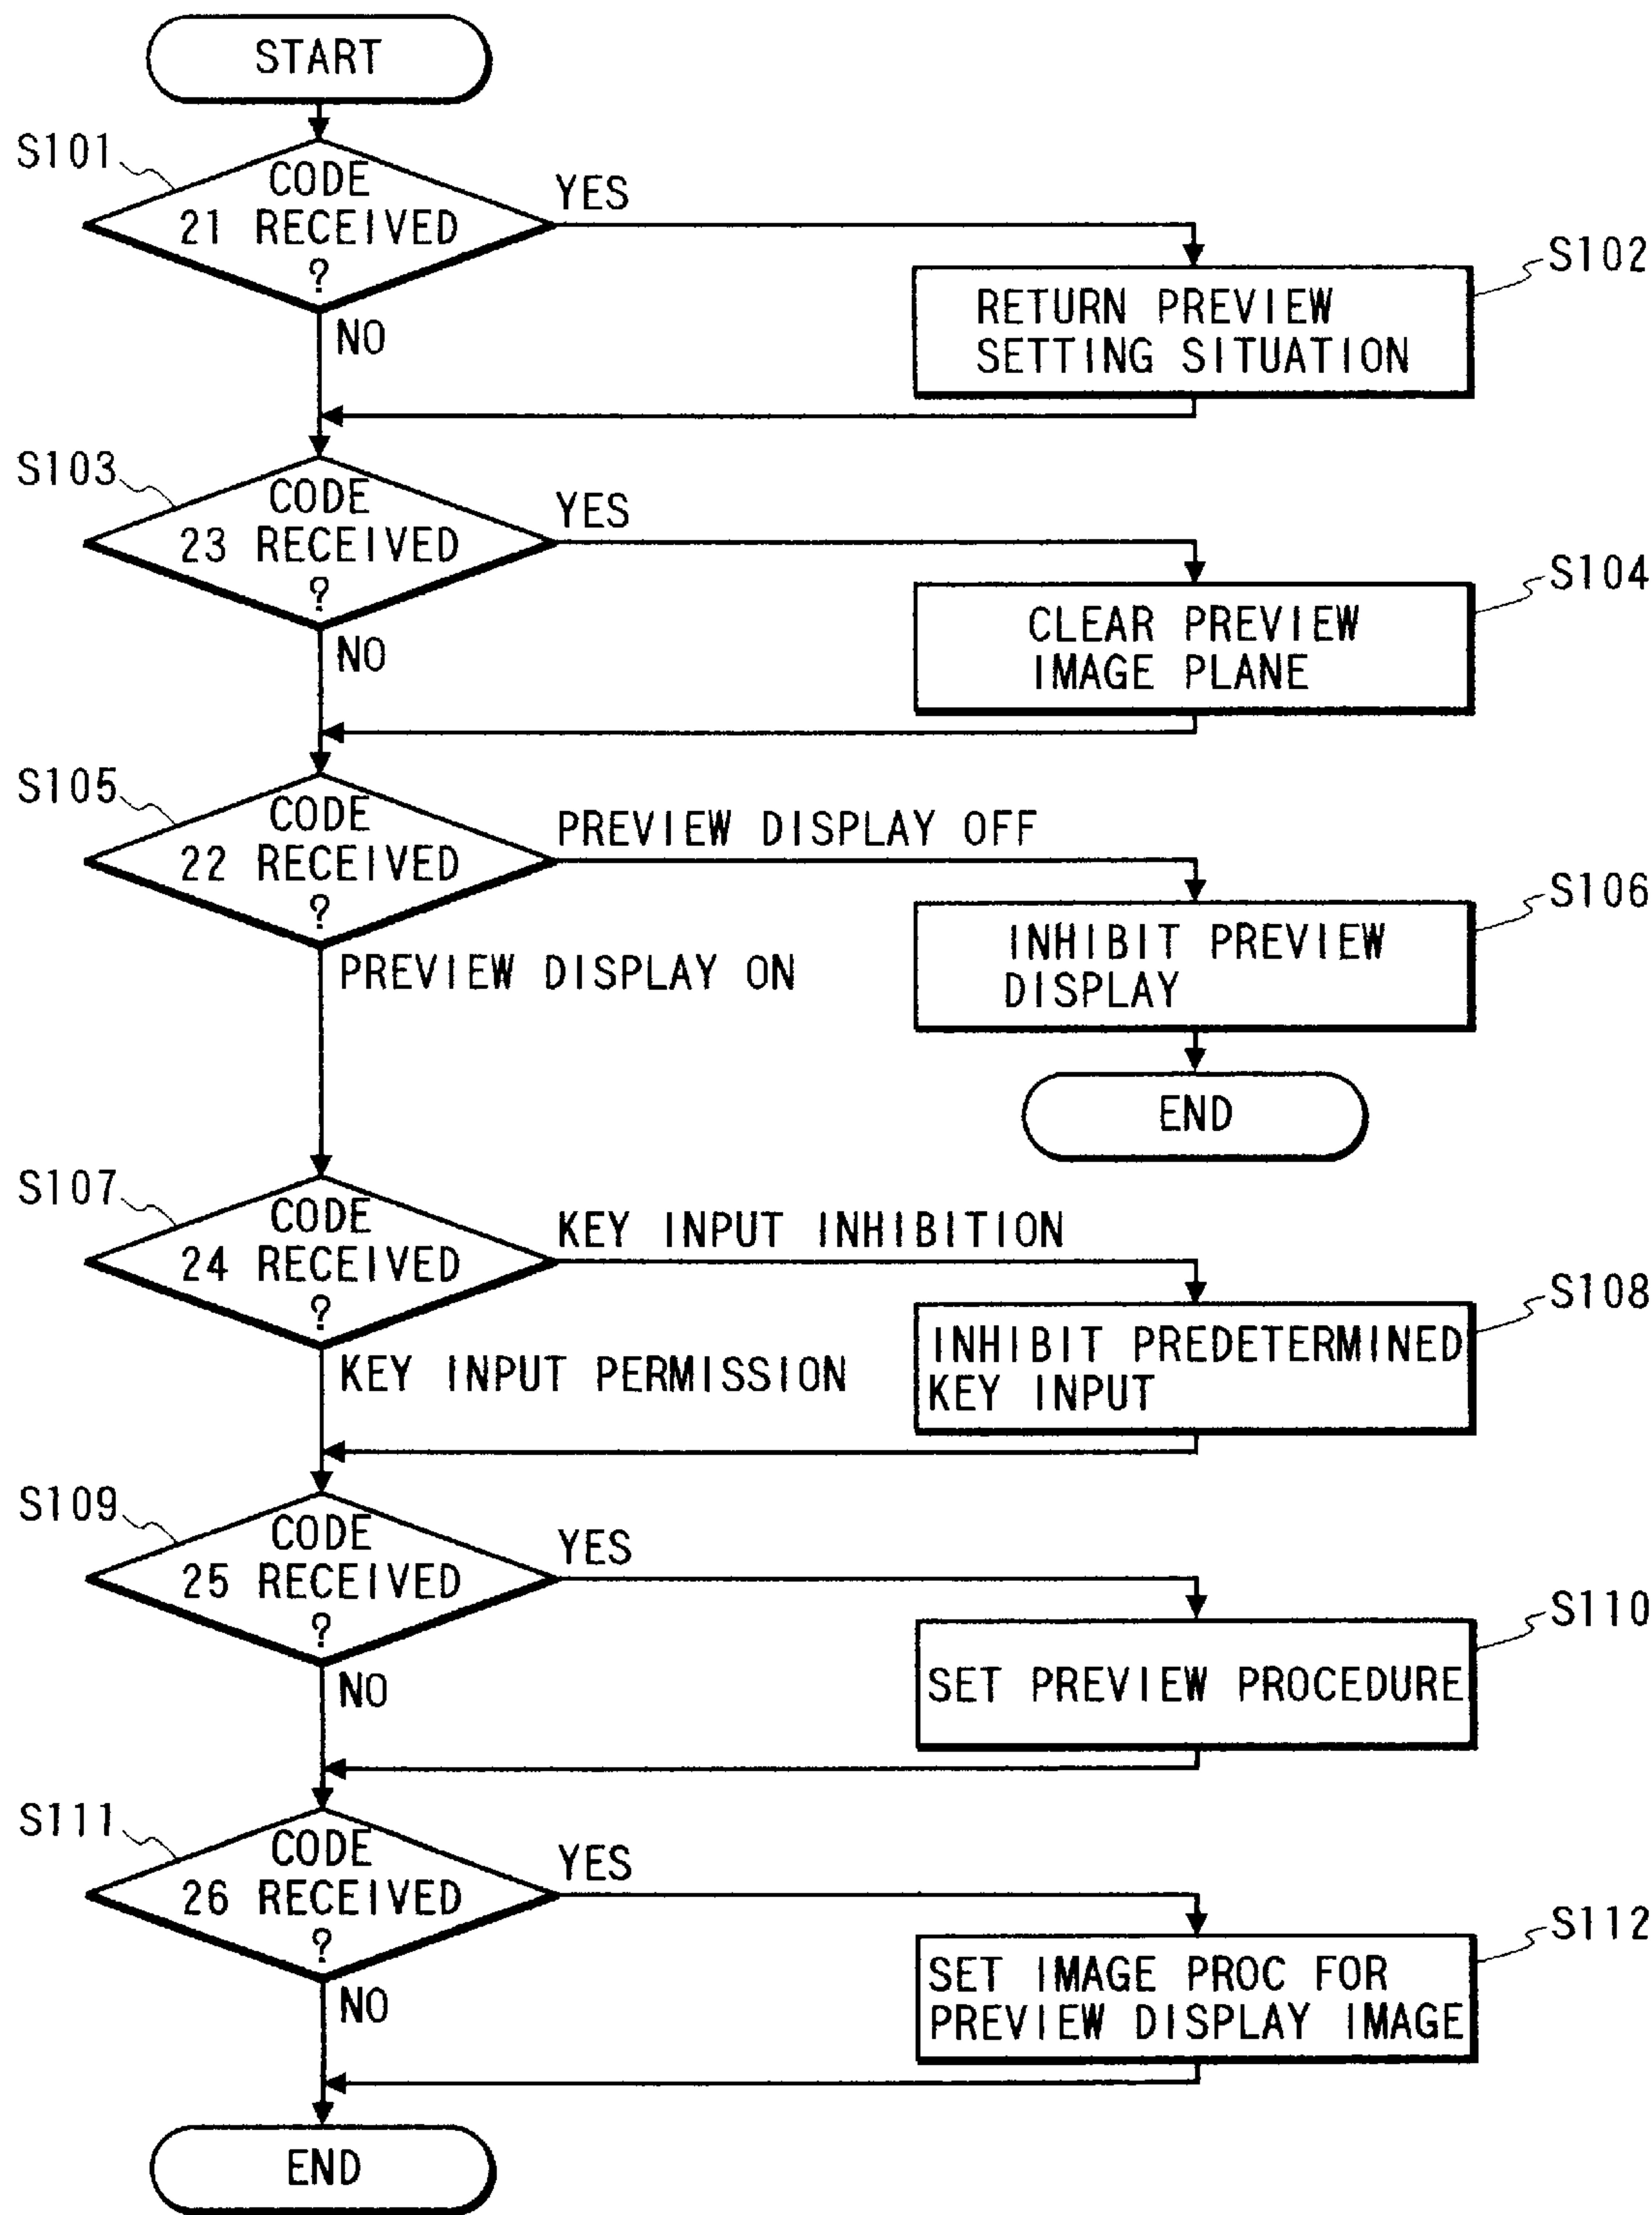 START
S101
CODE
21 RECEIVED
?
YES
NO
S102
RETURN PREVIEW
SETTING SITUATION
S103
CODE
23 RECEIVED
?
YES
NO
S104
CLEAR PREVIEW
IMAGE PLANE
S105
CODE
22 RECEIVED
?
PREVIEW DISPLAY OFF
PREVIEW DISPLAY ON
S106
INHIBIT PREVIEW
DISPLAY
END
S107
CODE
24 RECEIVED
?
KEY INPUT INHIBITION
KEY INPUT PERMISSION
S108
INHIBIT PREDETERMINED
KEY INPUT
S109
CODE
25 RECEIVED
?
YES
NO
S110
SET PREVIEW PROCEDURE
S111
CODE
26 RECEIVED
?
YES
NO
S112
SET IMAGE PROC FOR
PREVIEW DISPLAY IMAGE
END